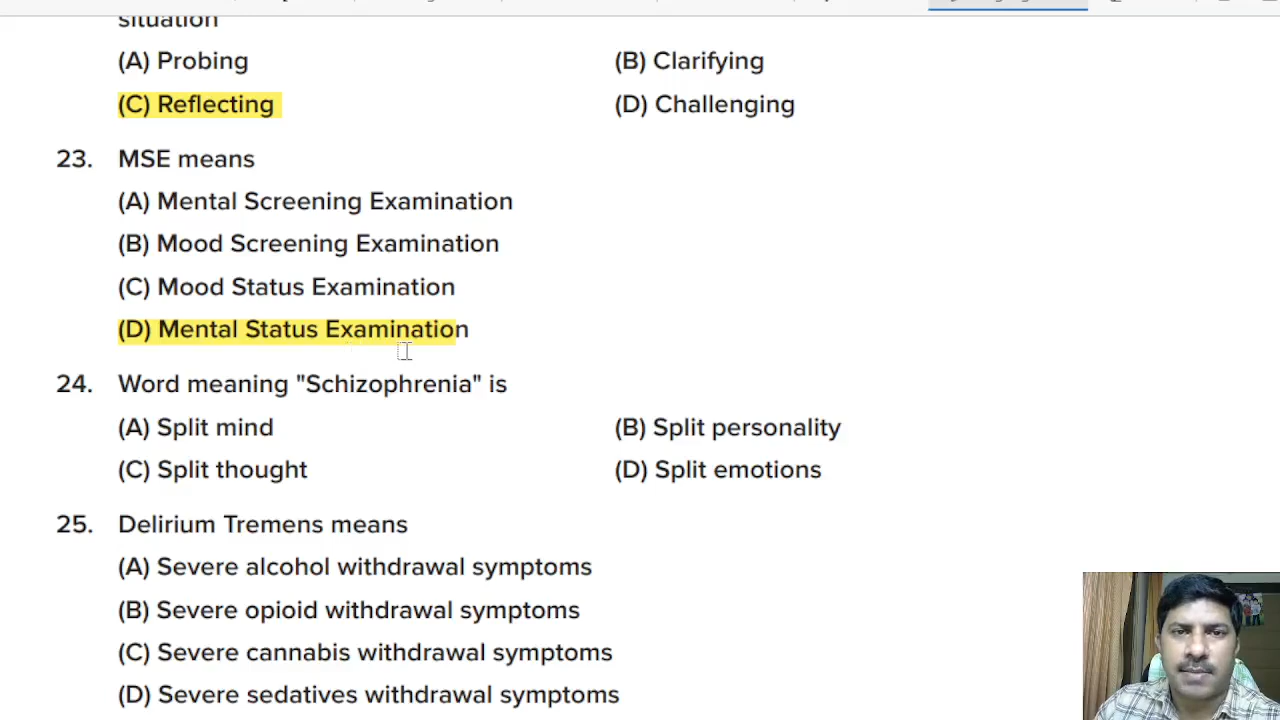 situation
(A) Probing (B) Clarifying
(C) Reflecting (D) Challenging
23. MSE means
(A) Mental Screening Examination
(B) Mood Screening Examination
(C) Mood Status Examination
(D) Mental Status Examination
24. Word meaning "Schizophrenia" is
(A) Split mind (B) Split personality
(C) Split thought (D) Split emotions
25. Delirium Tremens means
(A) Severe alcohol withdrawal symptoms
(B) Severe opioid withdrawal symptoms
(C) Severe cannabis withdrawal symptoms
(D) Severe sedatives withdrawal symptoms